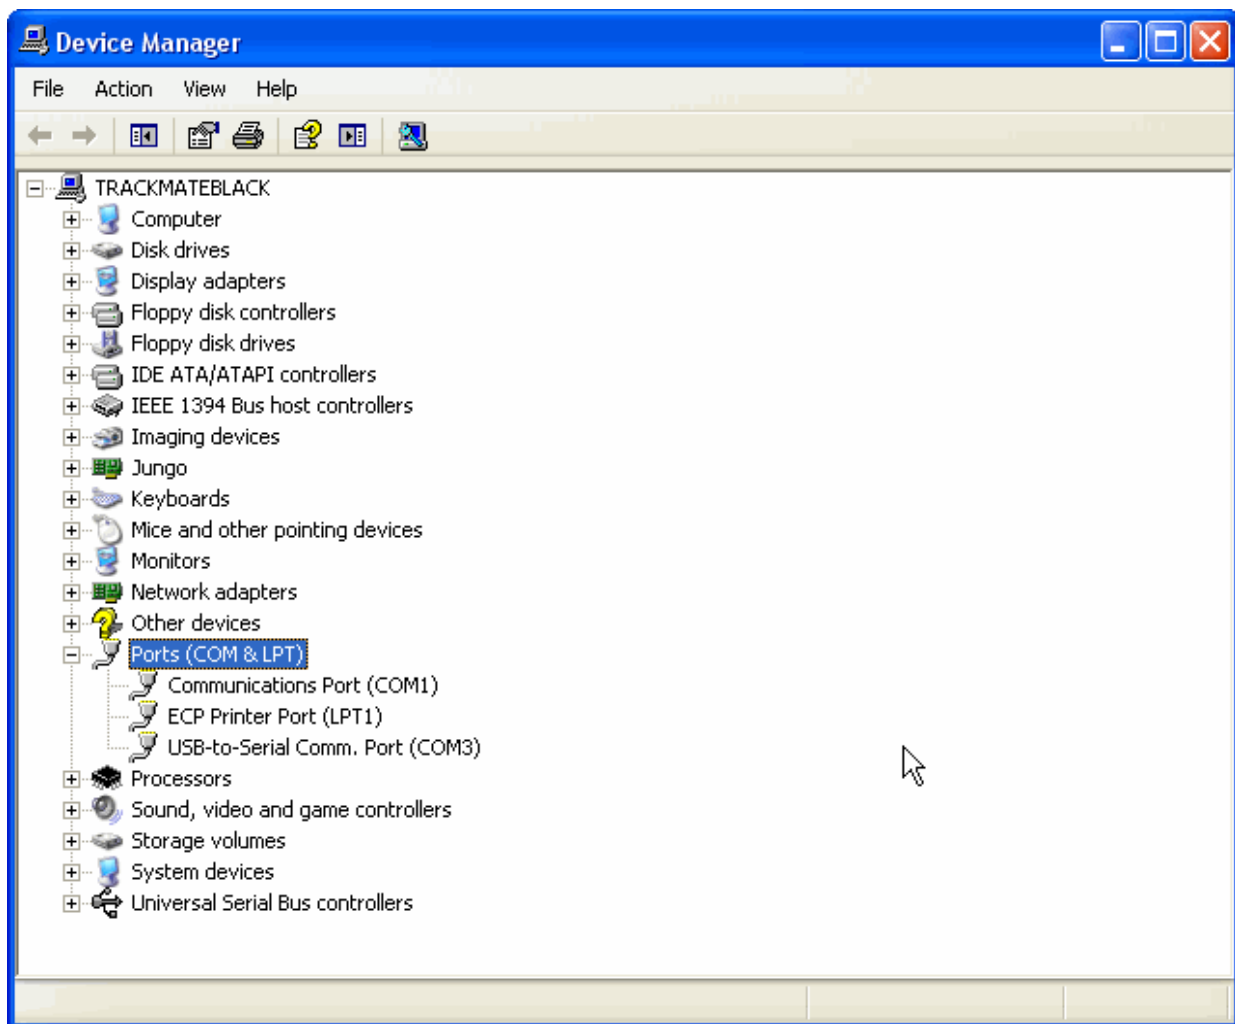 Device Manager
File Action View Help
TRACKMATEBLACK
Computer
Disk drives
Display adapters
Floppy disk controllers
Floppy disk drives
IDE ATA/ATAPI controllers
IEEE 1394 Bus host controllers
Imaging devices
Jungo
Keyboards
Mice and other pointing devices
Monitors
Network adapters
Other devices
Ports (COM & LPT)
Communications Port (COM1)
ECP Printer Port (LPT1)
USB-to-Serial Comm. Port (COM3)
Processors
Sound, video and game controllers
Storage volumes
System devices
Universal Serial Bus controllers